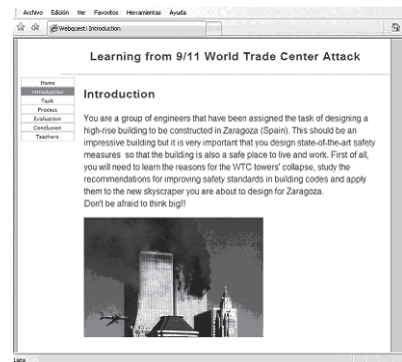 Archivo Edición Ver Favoritos Herramientas Ayuda
Webquest: Introduction
Learning from 9/11 World Trade Center Attack
Home
Introduction
Task
Process
Evaluation
Conclusion
Teachers
Introduction
You are a group of engineers that have been assigned the task of designing a
high-rise building to be constructed in Zaragoza (Spain). This should be an
impressive building but it is very important that you design state-of-the-art safety
measures so that the building is also a safe place to live and work. First of all,
you will need to learn the reasons for the WTC towers' collapse, study the
recommendations for improving safety standards in building codes and apply
them to the new skyscraper you are about to design for Zaragoza.
Don't be afraid to think big!!
Listo